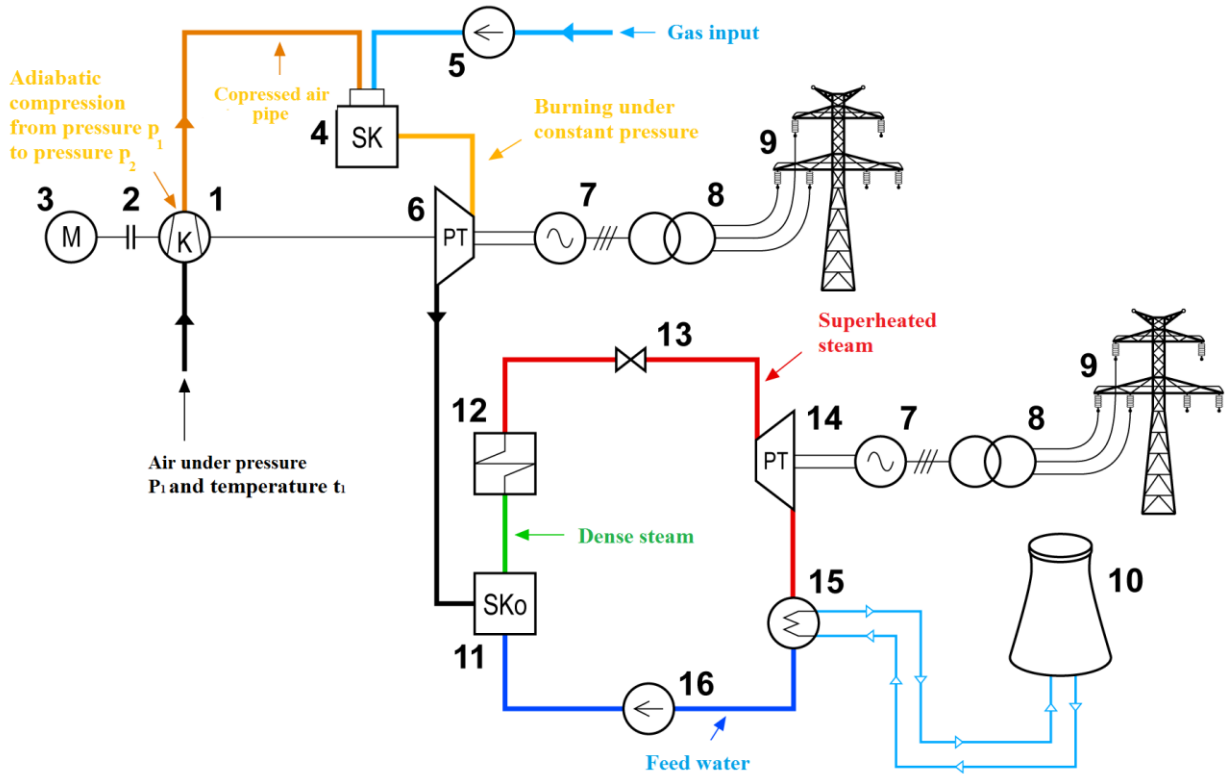 Gas input
5
Adiabatic
compression
from pressure p1
to pressure p2
Copressed air
pipe
4
SK
Burning under
constant pressure
9
3
2
1
6
7
8
M
K
PT
Superheated
steam
13
9
12
14
7
8
PT
Air under pressure
P1 and temperature t1
Dense steam
10
15
SKo
11
16
Feed water